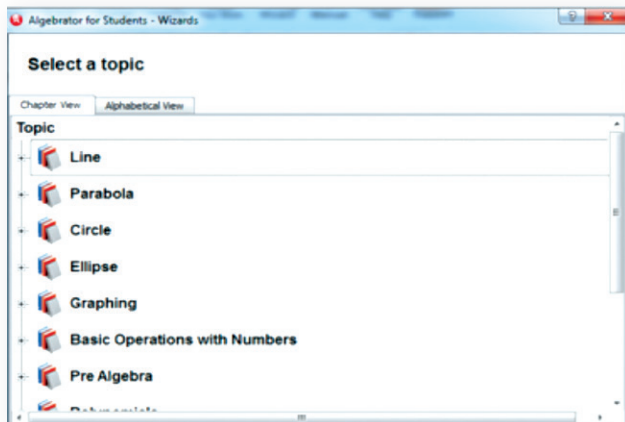 Algebrator for Students - Wizards
Select a topic
Chapter View
Alphabetical View
Topic
Line
Parabola
Circle
Ellipse
Graphing
Basic Operations with Numbers
Pre Algebra